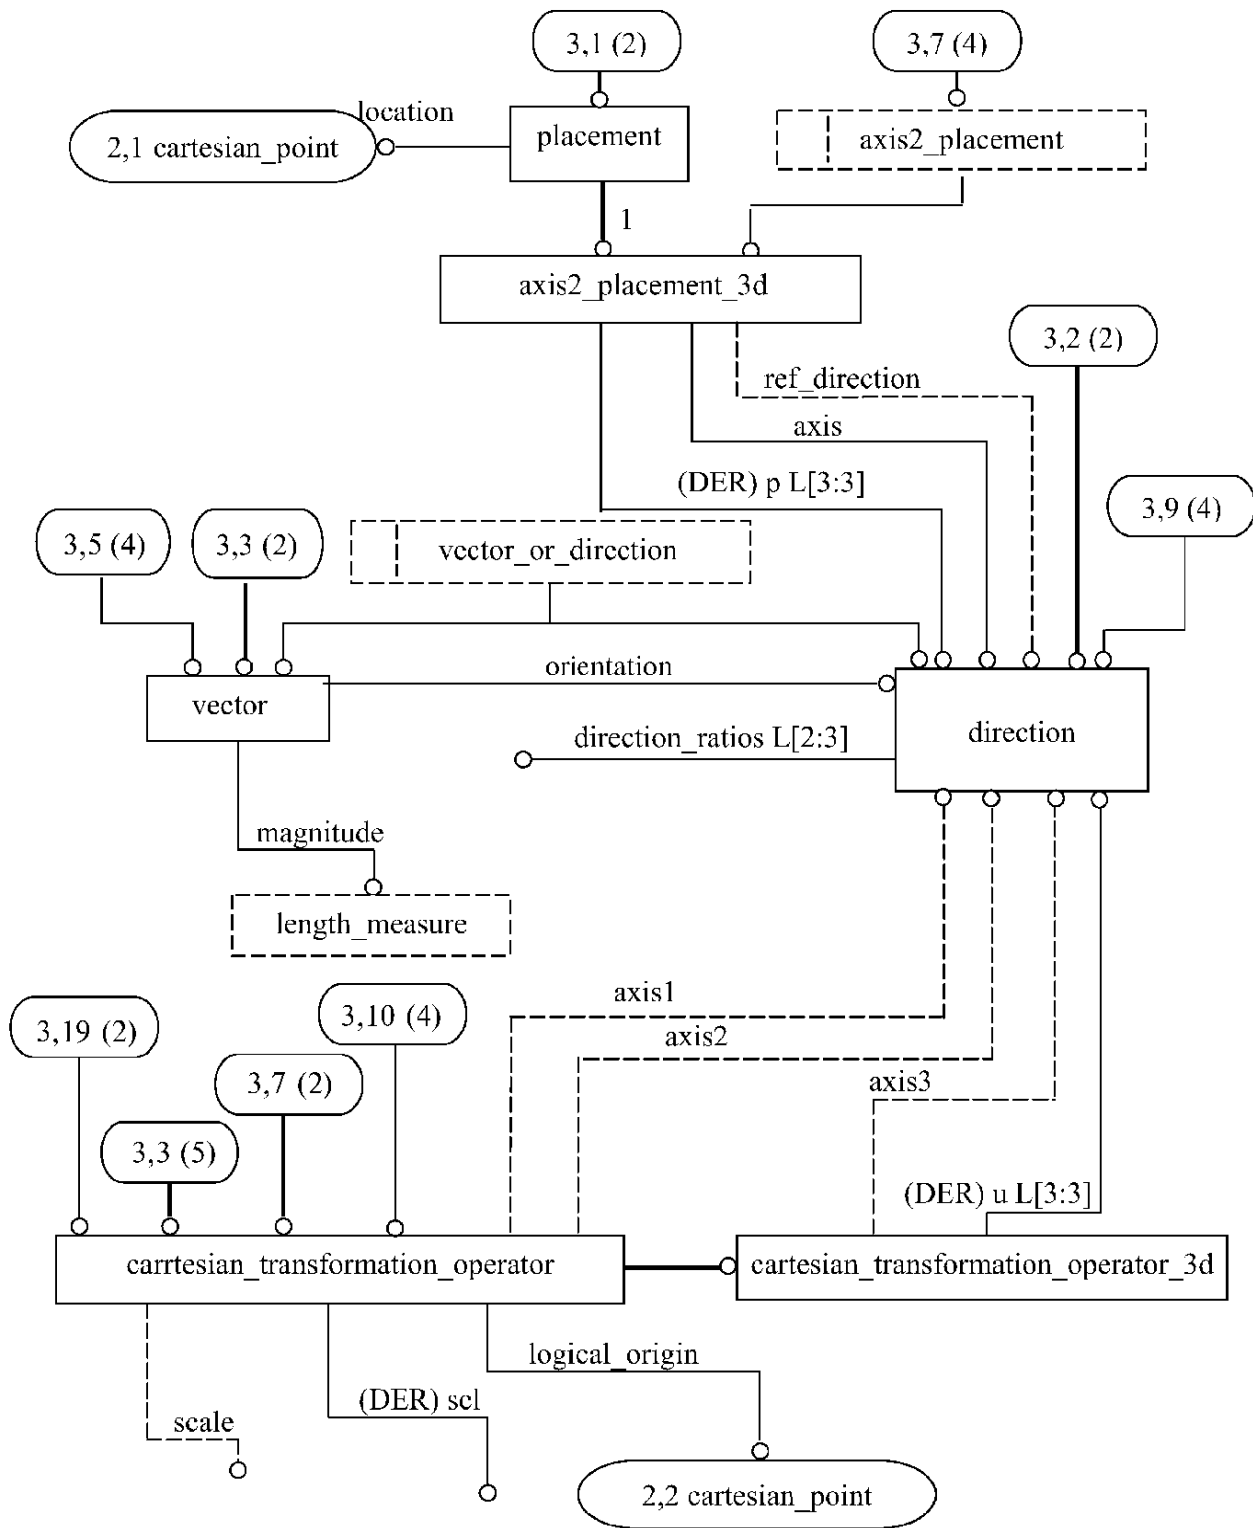 3,1 (2)
3,7 (4)
location
2,1 cartesian_point
placement
axis2_placement
1
axis2_placement_3d
3,2 (2)
ref_direction
axis
(DER) p L[3:3]
3,9 (4)
3,5 (4)
3,3 (2)
vector_or_direction
orientation
vector
direction
direction_ratios L[2:3]
magnitude
length_measure
axis1
3,19 (2)
3,10 (4)
axis2
3,7 (2)
axis3
3,3 (5)
(DER) u L[3:3]
carrtesian_transformation_operator
cartesian_transformation_operator_3d
logical_origin
(DER) scl
scale
2,2 cartesian_point